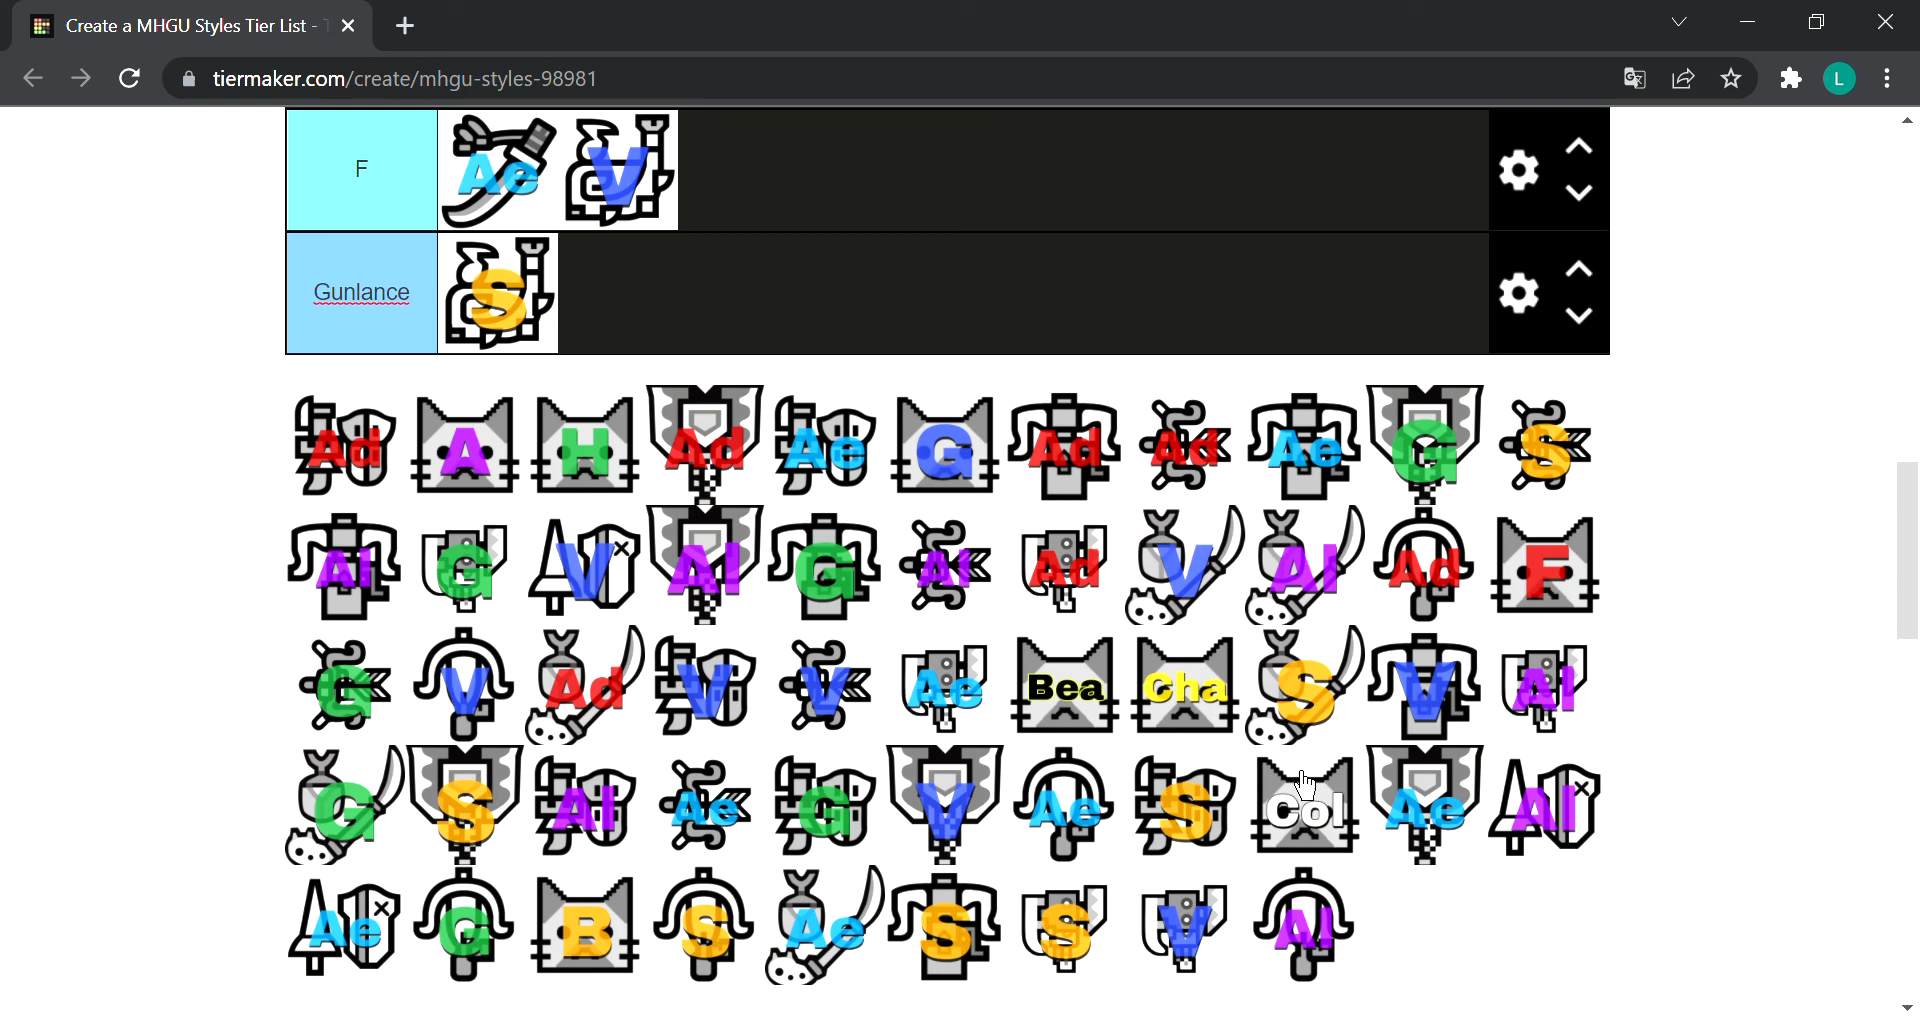 Create a MHGU Styles Tier List - T
tiermaker.com/create/mhgu-styles-98981
L
F
Ae V
Gunlance
S
Ad A H Ad Ae G Ad Ad Ae G S
Al G V Al G Al Ad V Al Ad F
G V Ad V V Ae Bea Cha S V Al
G S Al Ae G V Ae S Col Ae Al
Ae G B S Ae S S V Al